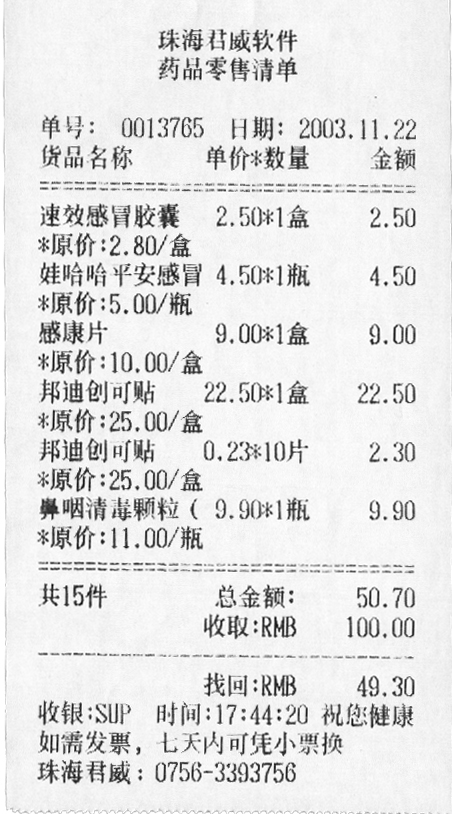 珠海君威软件
药品零售清单
单号： 0013765 日期：2003.11.22
货品名称 单价*数量 金额
速效感冒胶囊 2.50*1盒 2.50
*原价:2.80/盒
娃哈哈平安感冒 4.50*1瓶 4.50
*原价:5.00/瓶
感康片 9.00*1盒 9.00
*原价:10.00/盒
邦迪创可贴 22.50*1盒 22.50
*原价:25.00/盒
邦迪创可贴 0.23*10片 2.30
*原价:25.00/盒
鼻咽清毒颗粒（ 9.90*1瓶 9.90
*原价:11.00/瓶
共15件 总金额： 50.70
收取:RMB 100.00
找回:RMB 49.30
收银:SUP 时间:17:44:20 祝您健康
如需发票，七天内可凭小票换
珠海君威：0756-3393756